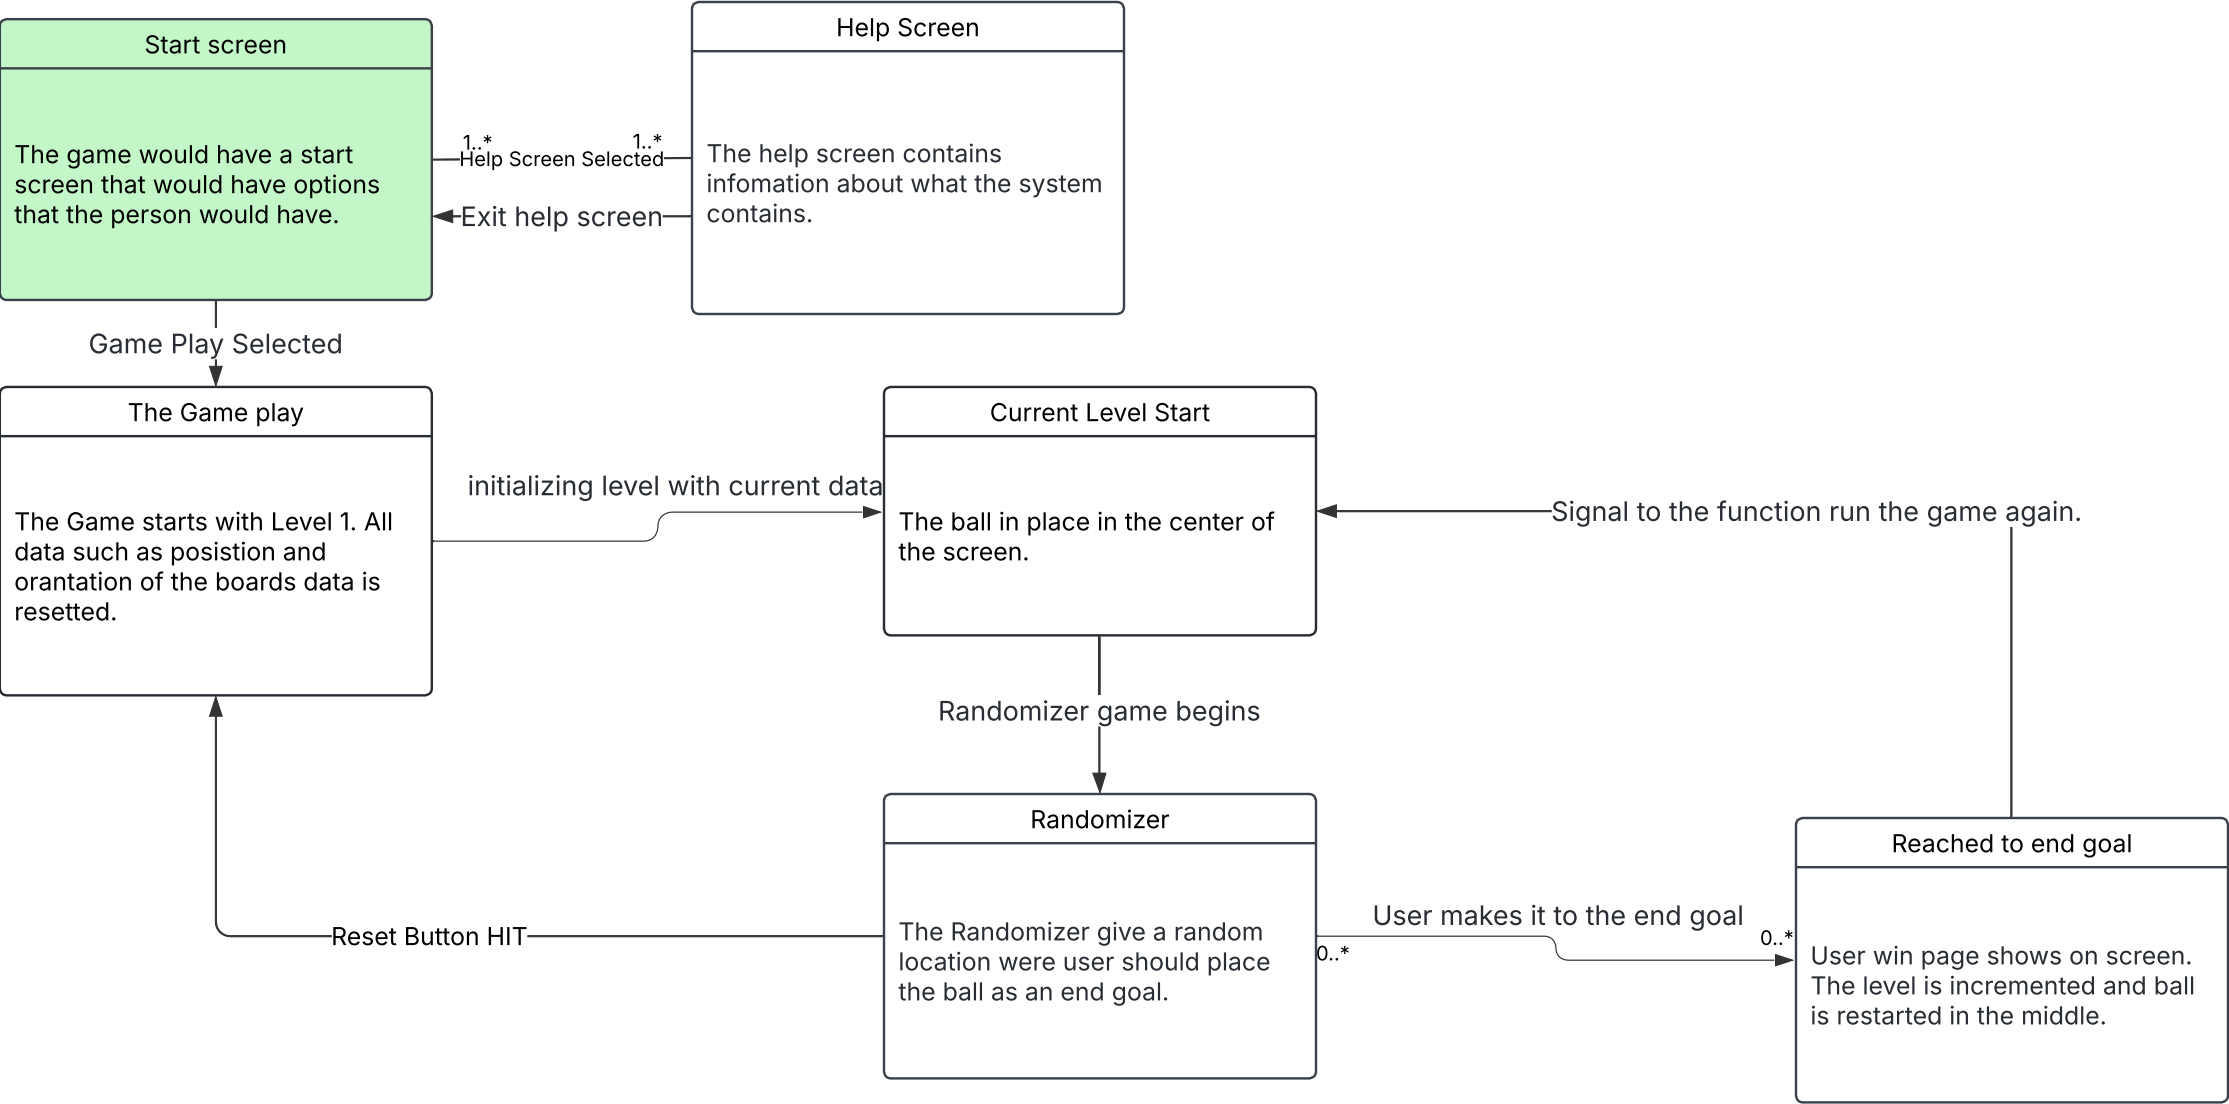 Start screen
The game would have a start
screen that would have options
that the person would have.
1..*
1..*
Help Screen Selected
Exit help screen
Help Screen
The help screen contains
infomation about what the system
contains.
Game Play Selected
The Game play
The Game starts with Level 1. All
data such as posistion and
orantation of the boards data is
resetted.
initializing level with current data
Current Level Start
The ball in place in the center of
the screen.
Signal to the function run the game again.
Randomizer game begins
Randomizer
The Randomizer give a random
location were user should place
the ball as an end goal.
Reset Button HIT
User makes it to the end goal
0..*
0..*
Reached to end goal
User win page shows on screen.
The level is incremented and ball
is restarted in the middle.